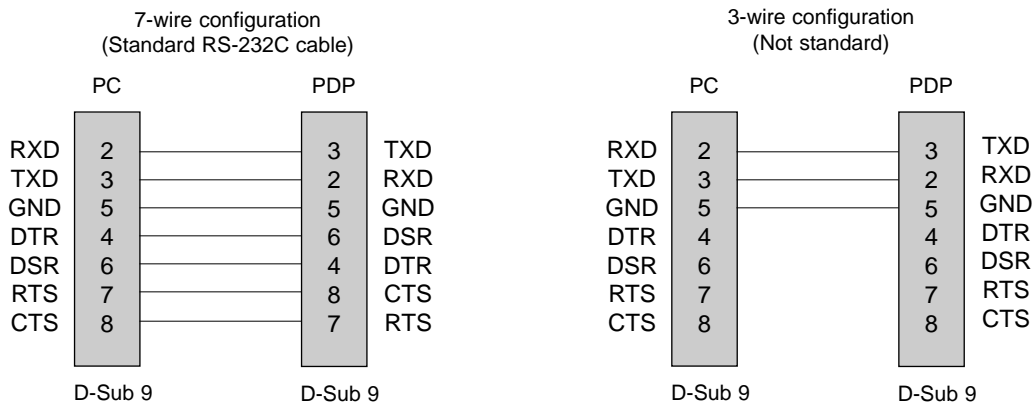 7-wire configuration
(Standard RS-232C cable)
PC PDP
RXD 2 3 TXD
TXD 3 2 RXD
GND 5 5 GND
DTR 4 6 DSR
DSR 6 4 DTR
RTS 7 8 CTS
CTS 8 7 RTS
D-Sub 9 D-Sub 9
3-wire configuration
(Not standard)
PC PDP
RXD 2 3 TXD
TXD 3 2 RXD
GND 5 5 GND
DTR 4 4 DTR
DSR 6 6 DSR
RTS 7 7 RTS
CTS 8 8 CTS
D-Sub 9 D-Sub 9